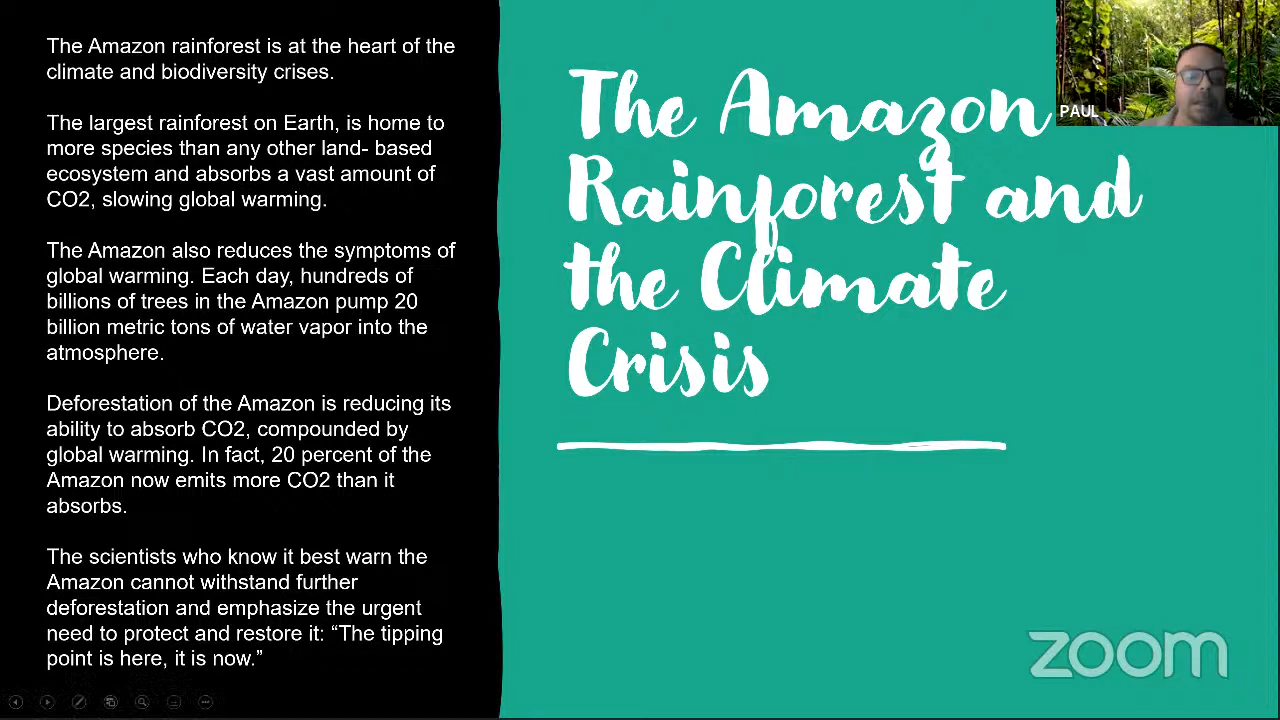 The Amazon rainforest is at the heart of the
climate and biodiversity crises.
The largest rainforest on Earth, is home to
more species than any other land- based
ecosystem and absorbs a vast amount of
CO2, slowing global warming.
The Amazon also reduces the symptoms of
global warming. Each day, hundreds of
billions of trees in the Amazon pump 20
billion metric tons of water vapor into the
atmosphere.
Deforestation of the Amazon is reducing its
ability to absorb CO2, compounded by
global warming. In fact, 20 percent of the
Amazon now emits more CO2 than it
absorbs.
The scientists who know it best warn the
Amazon cannot withstand further
deforestation and emphasize the urgent
need to protect and restore it: “The tipping
point is here, it is now.”
The Amazon
Rainforest and
the Climate
Crisis
PAUL
zoom